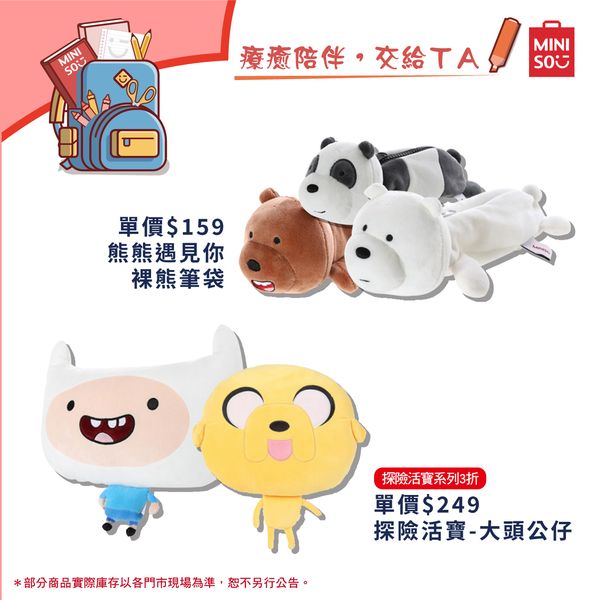 療癒陪伴，交給TA
MINI
SO
MINI
SO
單價$159
熊熊遇見你
裸熊筆袋
探險活寶系列3折
單價$249
探險活寶-大頭公仔
＊部分商品實際庫存以各門市現場為準，恕不另行公告。